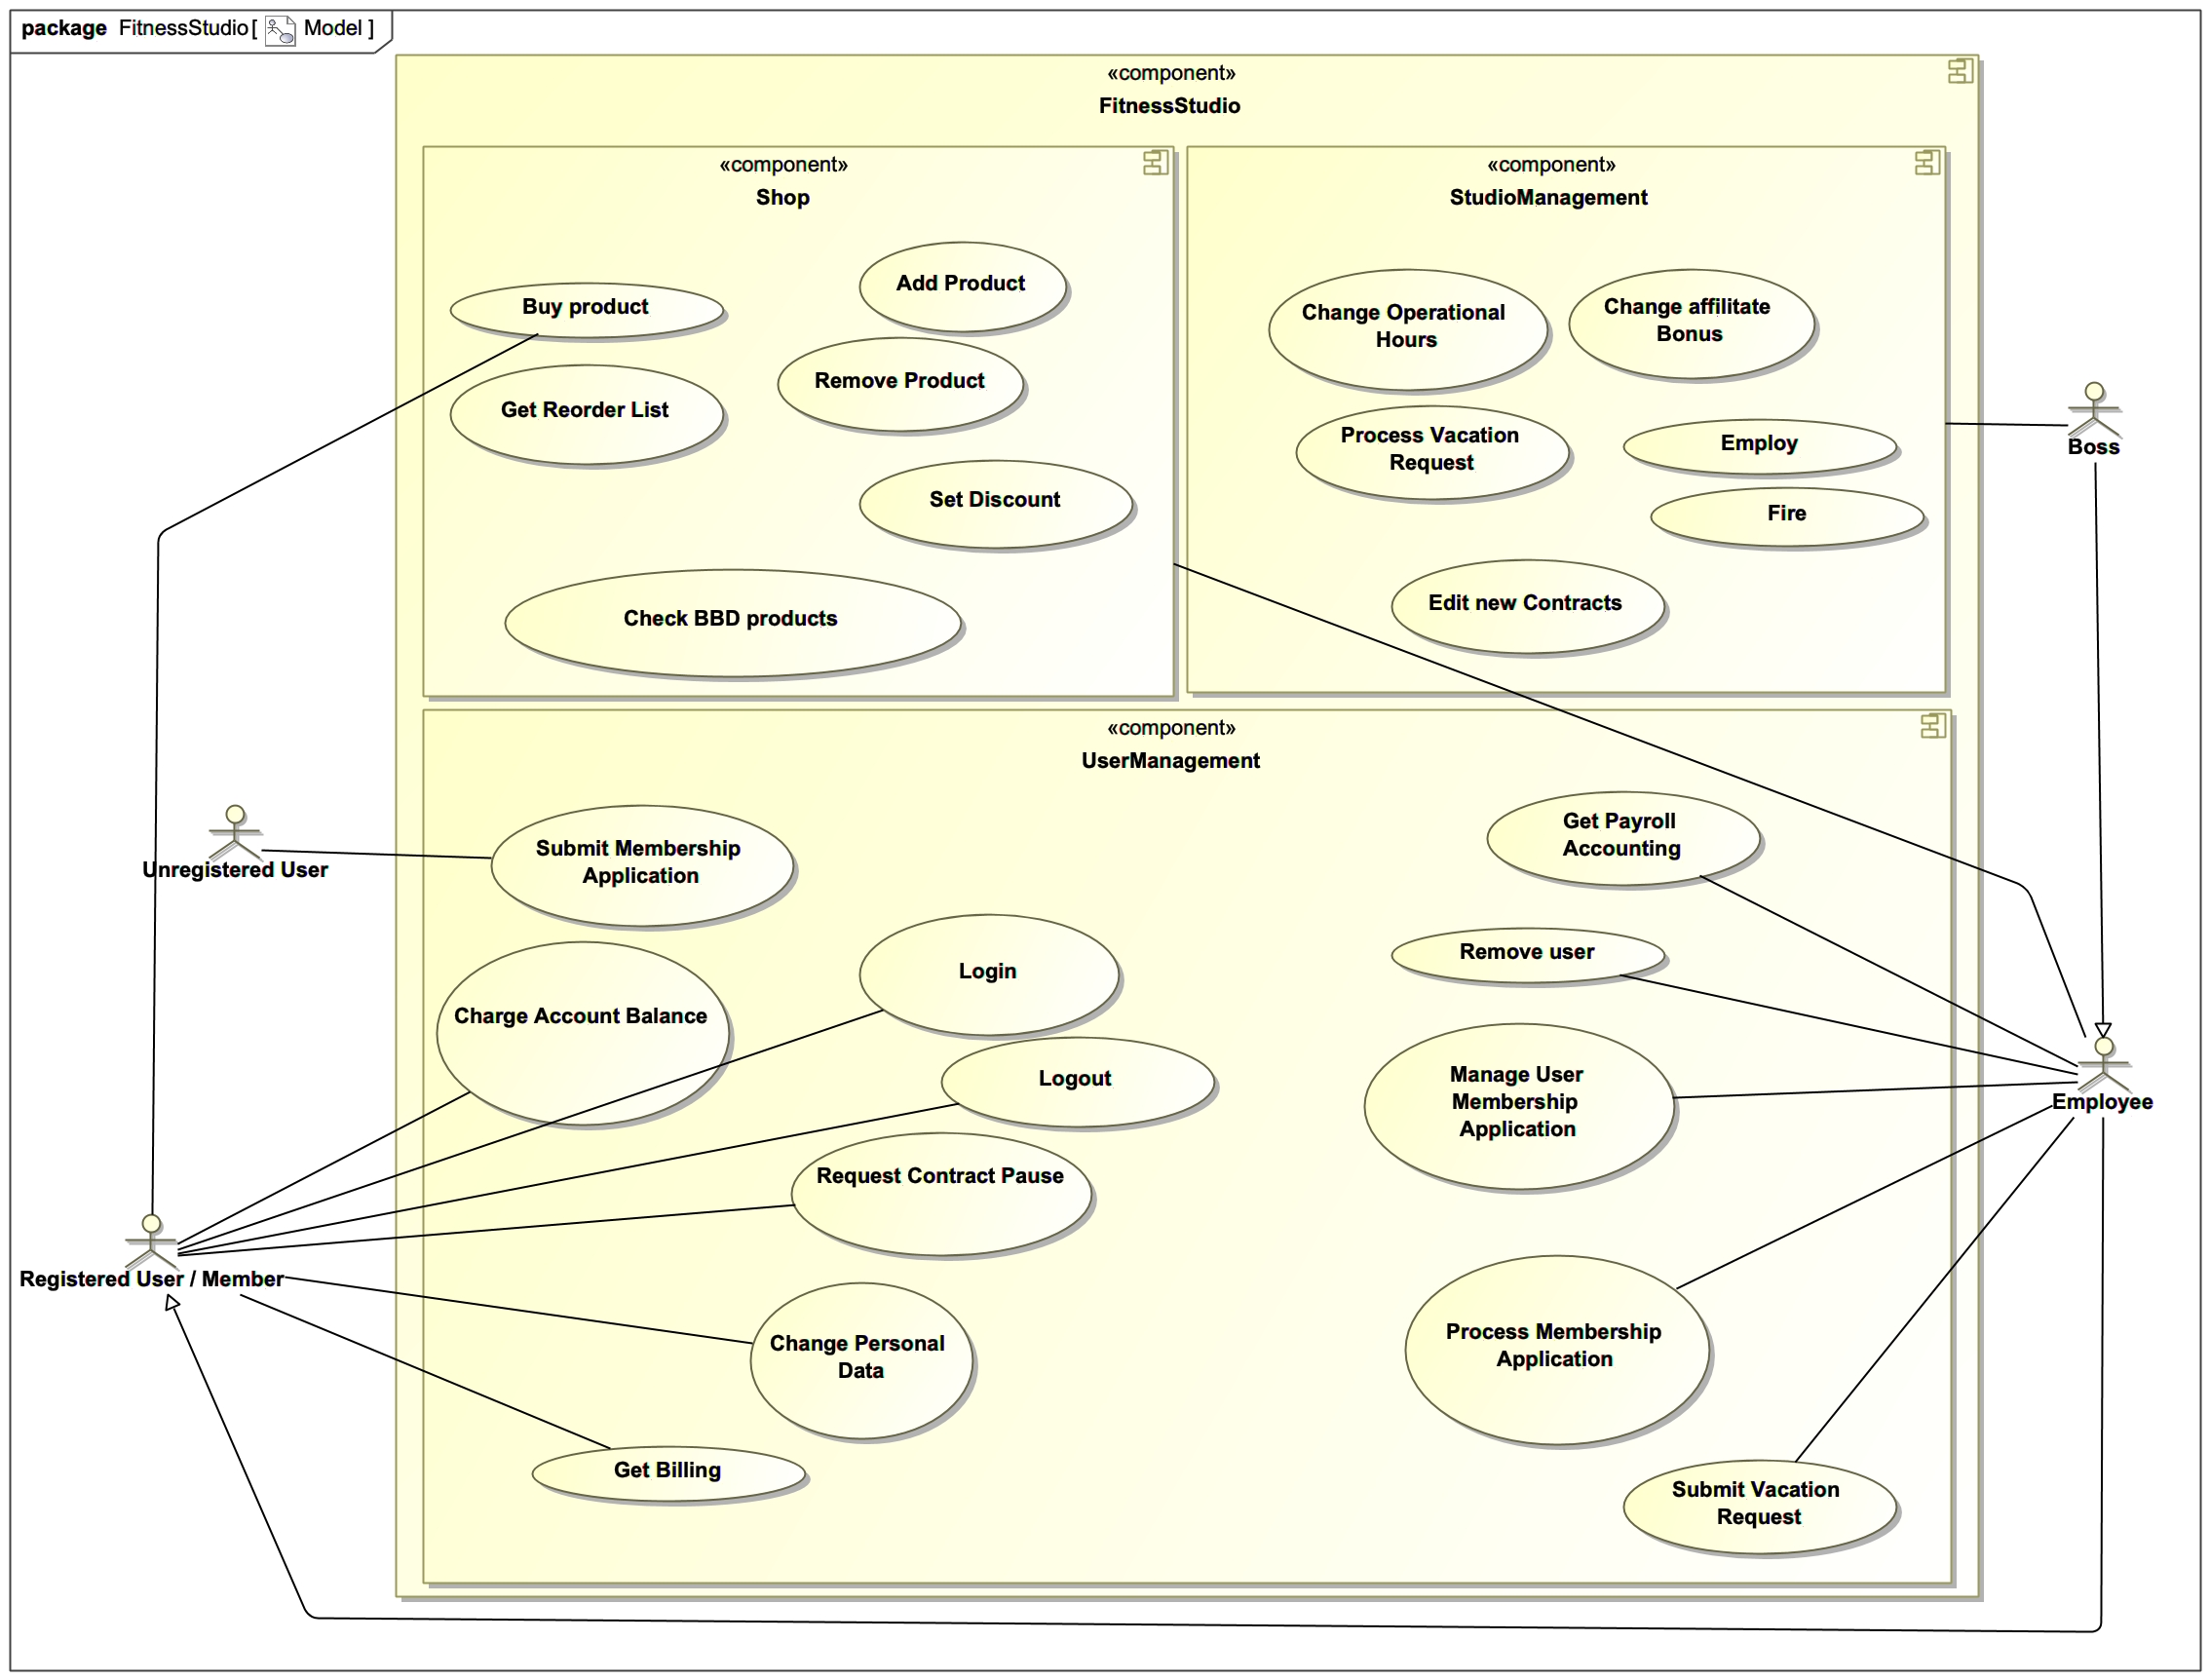 package FitnessStudio[ Model ]
«component»
FitnessStudio
«component»
Shop
Buy product
Add Product
Remove Product
Get Reorder List
Set Discount
Check BBD products
«component»
StudioManagement
Change Operational
Hours
Change affilitate
Bonus
Process Vacation
Request
Employ
Fire
Edit new Contracts
Boss
«component»
UserManagement
Submit Membership
Application
Unregistered User
Get Payroll
Accounting
Login
Remove user
Charge Account Balance
Logout
Manage User
Membership
Application
Employee
Request Contract Pause
Registered User / Member
Change Personal
Data
Process Membership
Application
Get Billing
Submit Vacation
Request